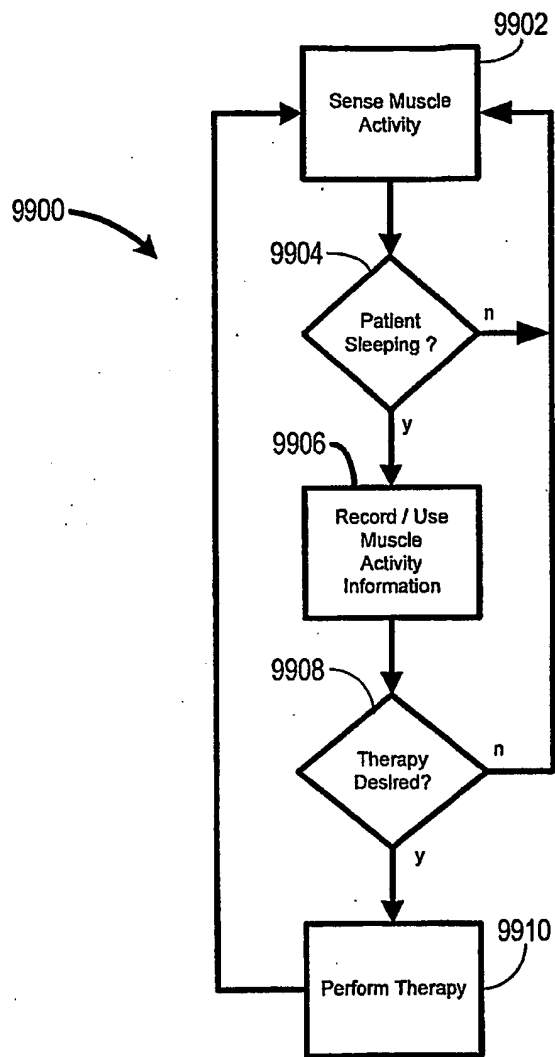 9902
Sense Muscle
Activity
9900
9904
Patient
Sleeping ?
n
y
9906
Record / Use
Muscle
Activity
Information
9908
Therapy
Desired?
n
y
9910
Perform Therapy